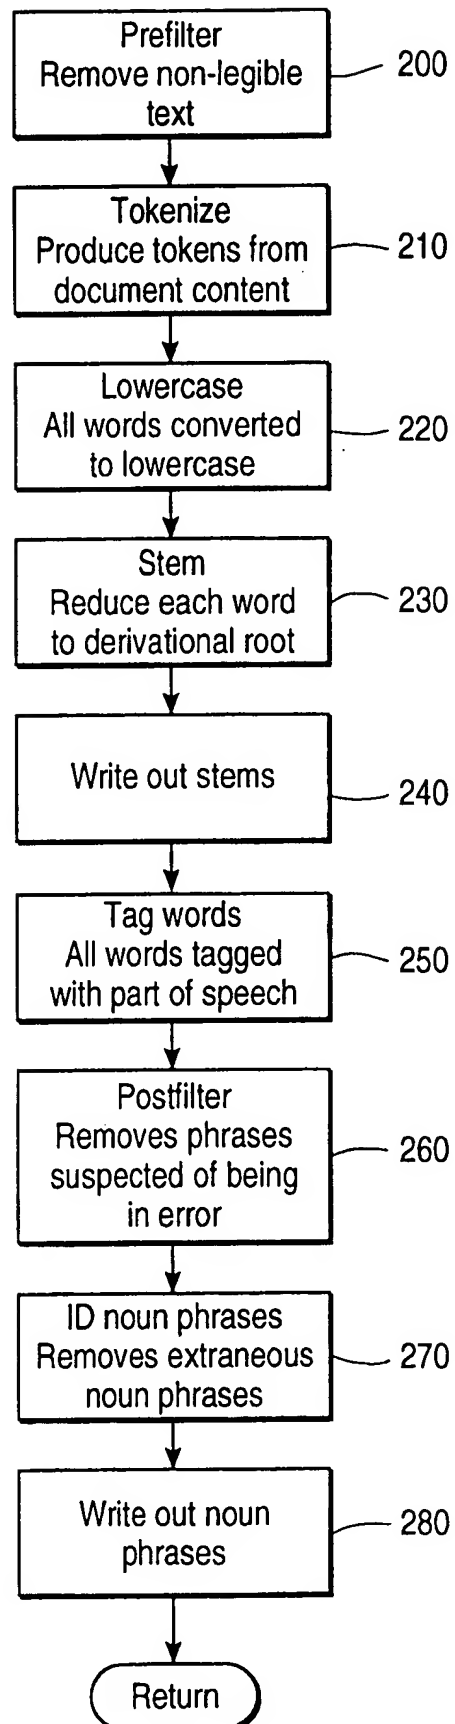 Prefilter
Remove non-legible
text
200
Tokenize
Produce tokens from
document content
210
Lowercase
All words converted
to lowercase
220
Stem
Reduce each word
to derivational root
230
Write out stems
240
Tag words
All words tagged
with part of speech
250
Postfilter
Removes phrases
suspected of being
in error
260
ID noun phrases
Removes extraneous
noun phrases
270
Write out noun
phrases
280
Return